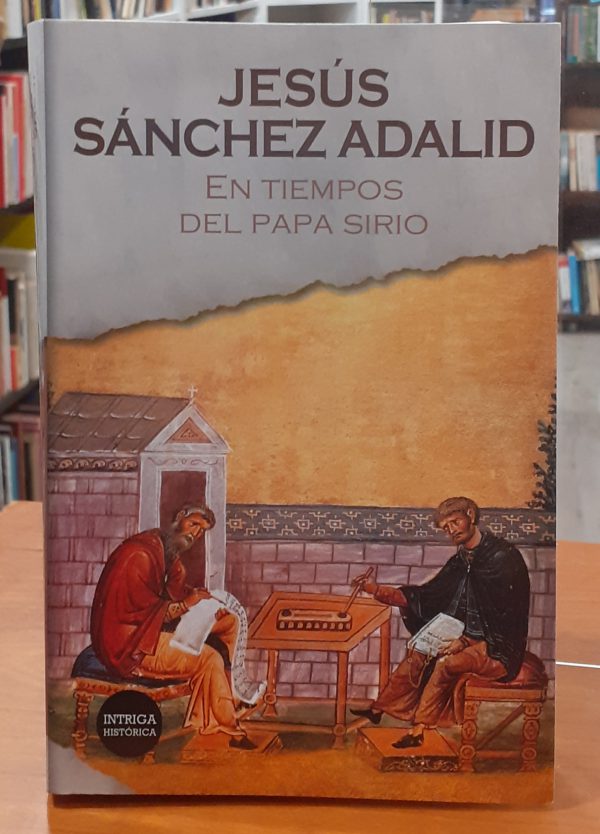 JESÚS
SÁNCHEZ ADALID
EN TIEMPOS
DEL PAPA SIRIO
INTRIGA
HISTÓRICA